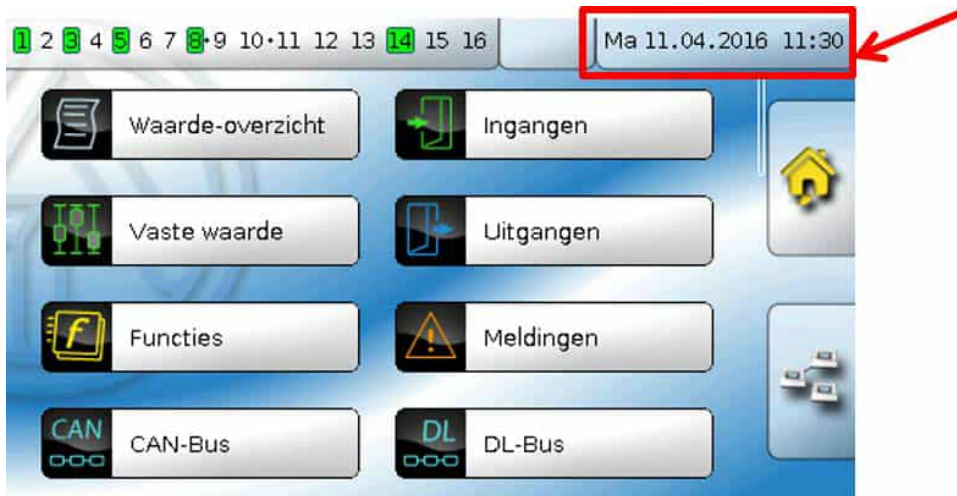 1 2 3 4 5 6 7 8•9 10•11 12 13 14 15 16 Ma 11.04.2016 11:30
Waarde-overzicht Ingangen
Vaste waarde Uitgangen
f Functies Meldingen
CAN CAN-Bus DL DL-Bus